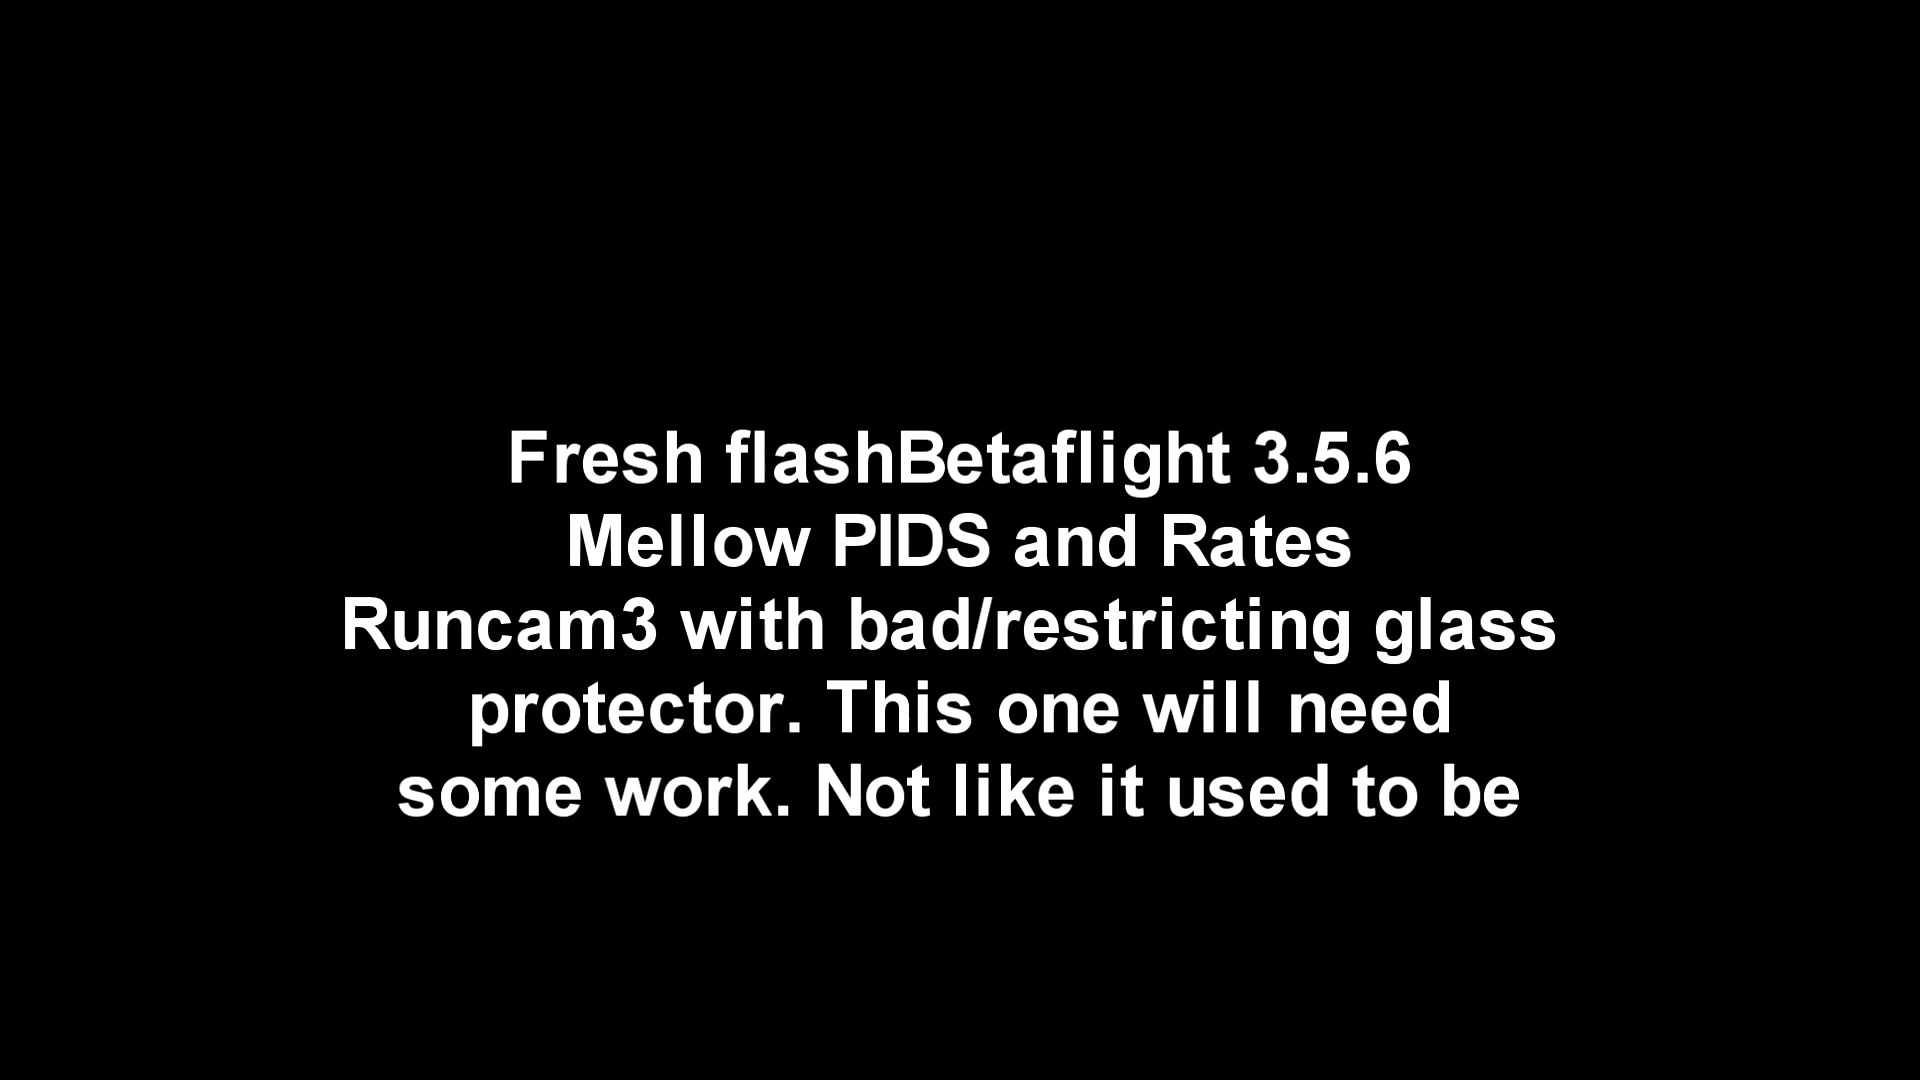 Fresh flashBetaflight 3.5.6
Mellow PIDS and Rates
Runcam3 with bad/restricting glass
protector. This one will need
some work. Not like it used to be